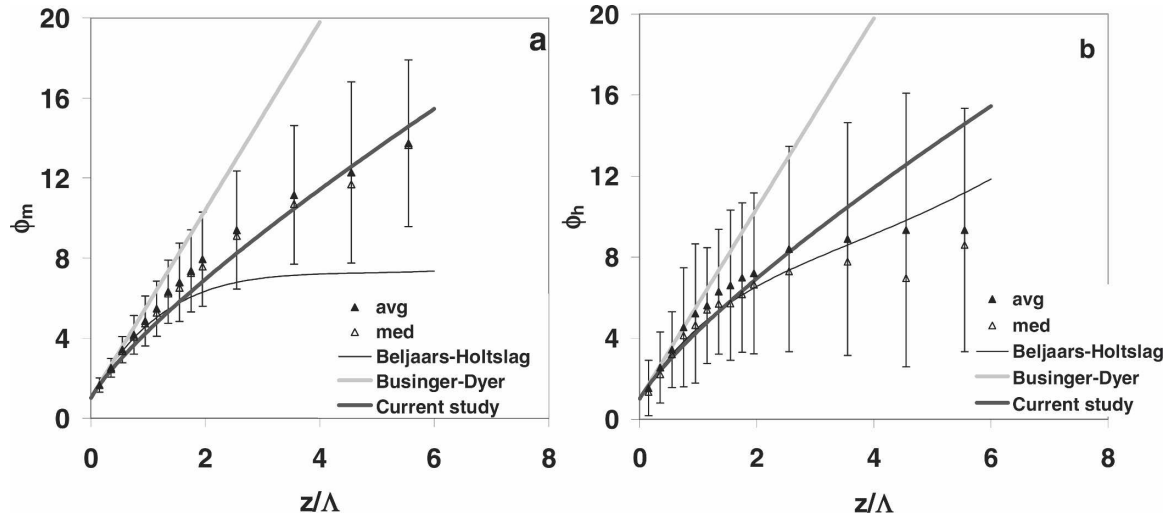 a
20
16
12
8
4
0
ϕm
avg
med
Beljaars-Holtslag
Businger-Dyer
Current study
0 2 4 6 8
z/Λ
b
20
16
12
8
4
0
ϕh
avg
med
Beljaars-Holtslag
Businger-Dyer
Current study
0 2 4 6 8
z/Λ